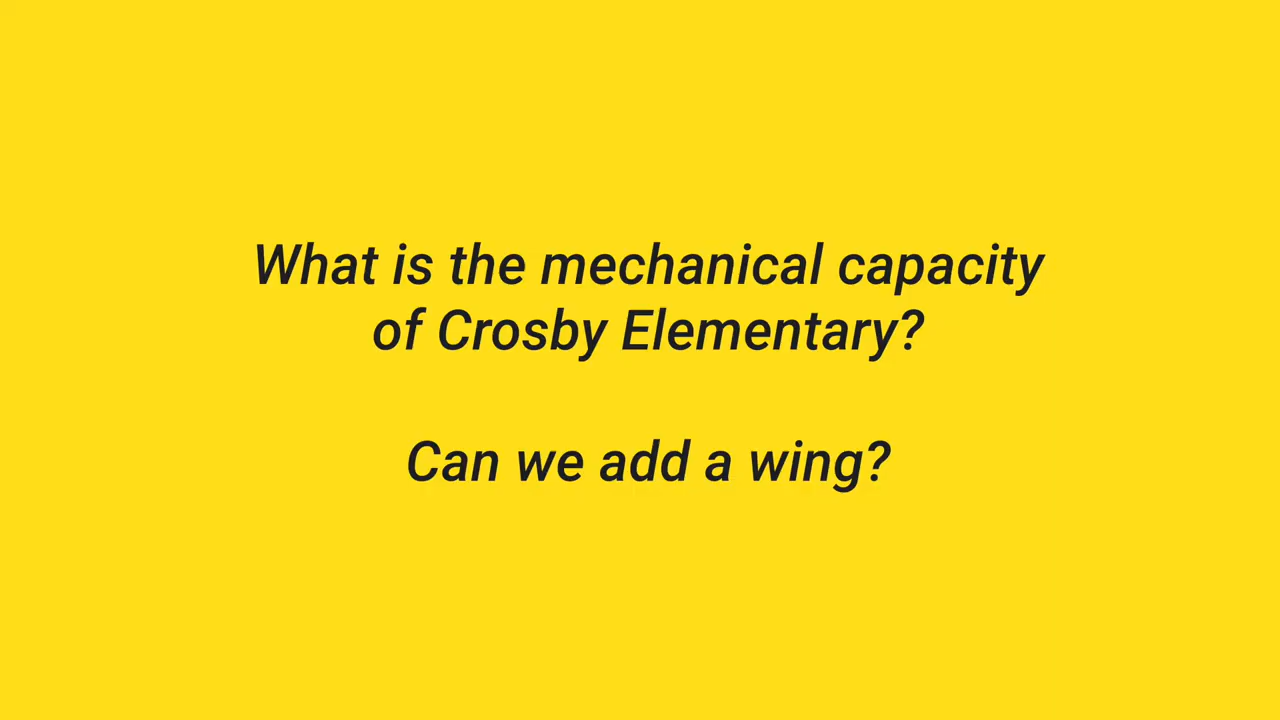 What is the mechanical capacity
of Crosby Elementary?
Can we add a wing?